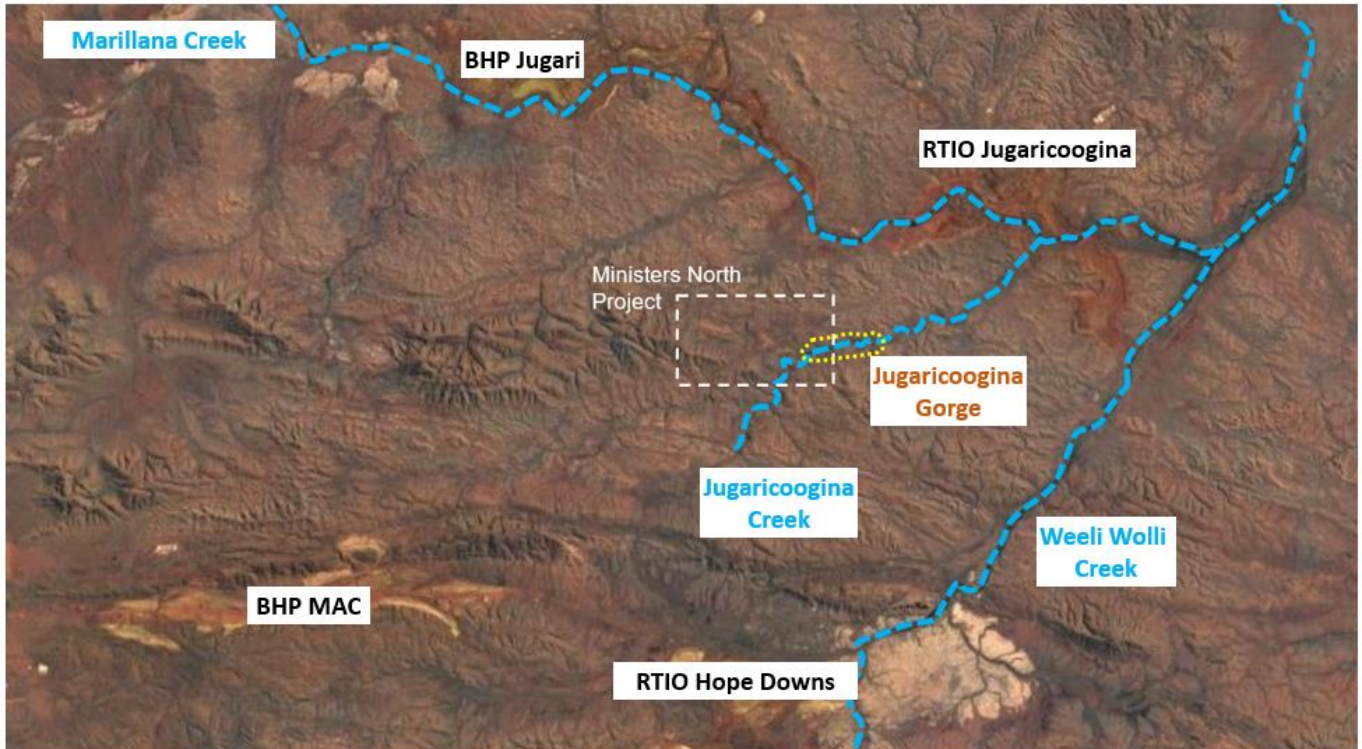 Marillana Creek
BHP Jugari
RTIO Jugaricoogina
Ministers North
Project
Jugaricoogina
Gorge
Jugaricoogina
Creek
Weeli Wolli
Creek
BHP MAC
RTIO Hope Downs